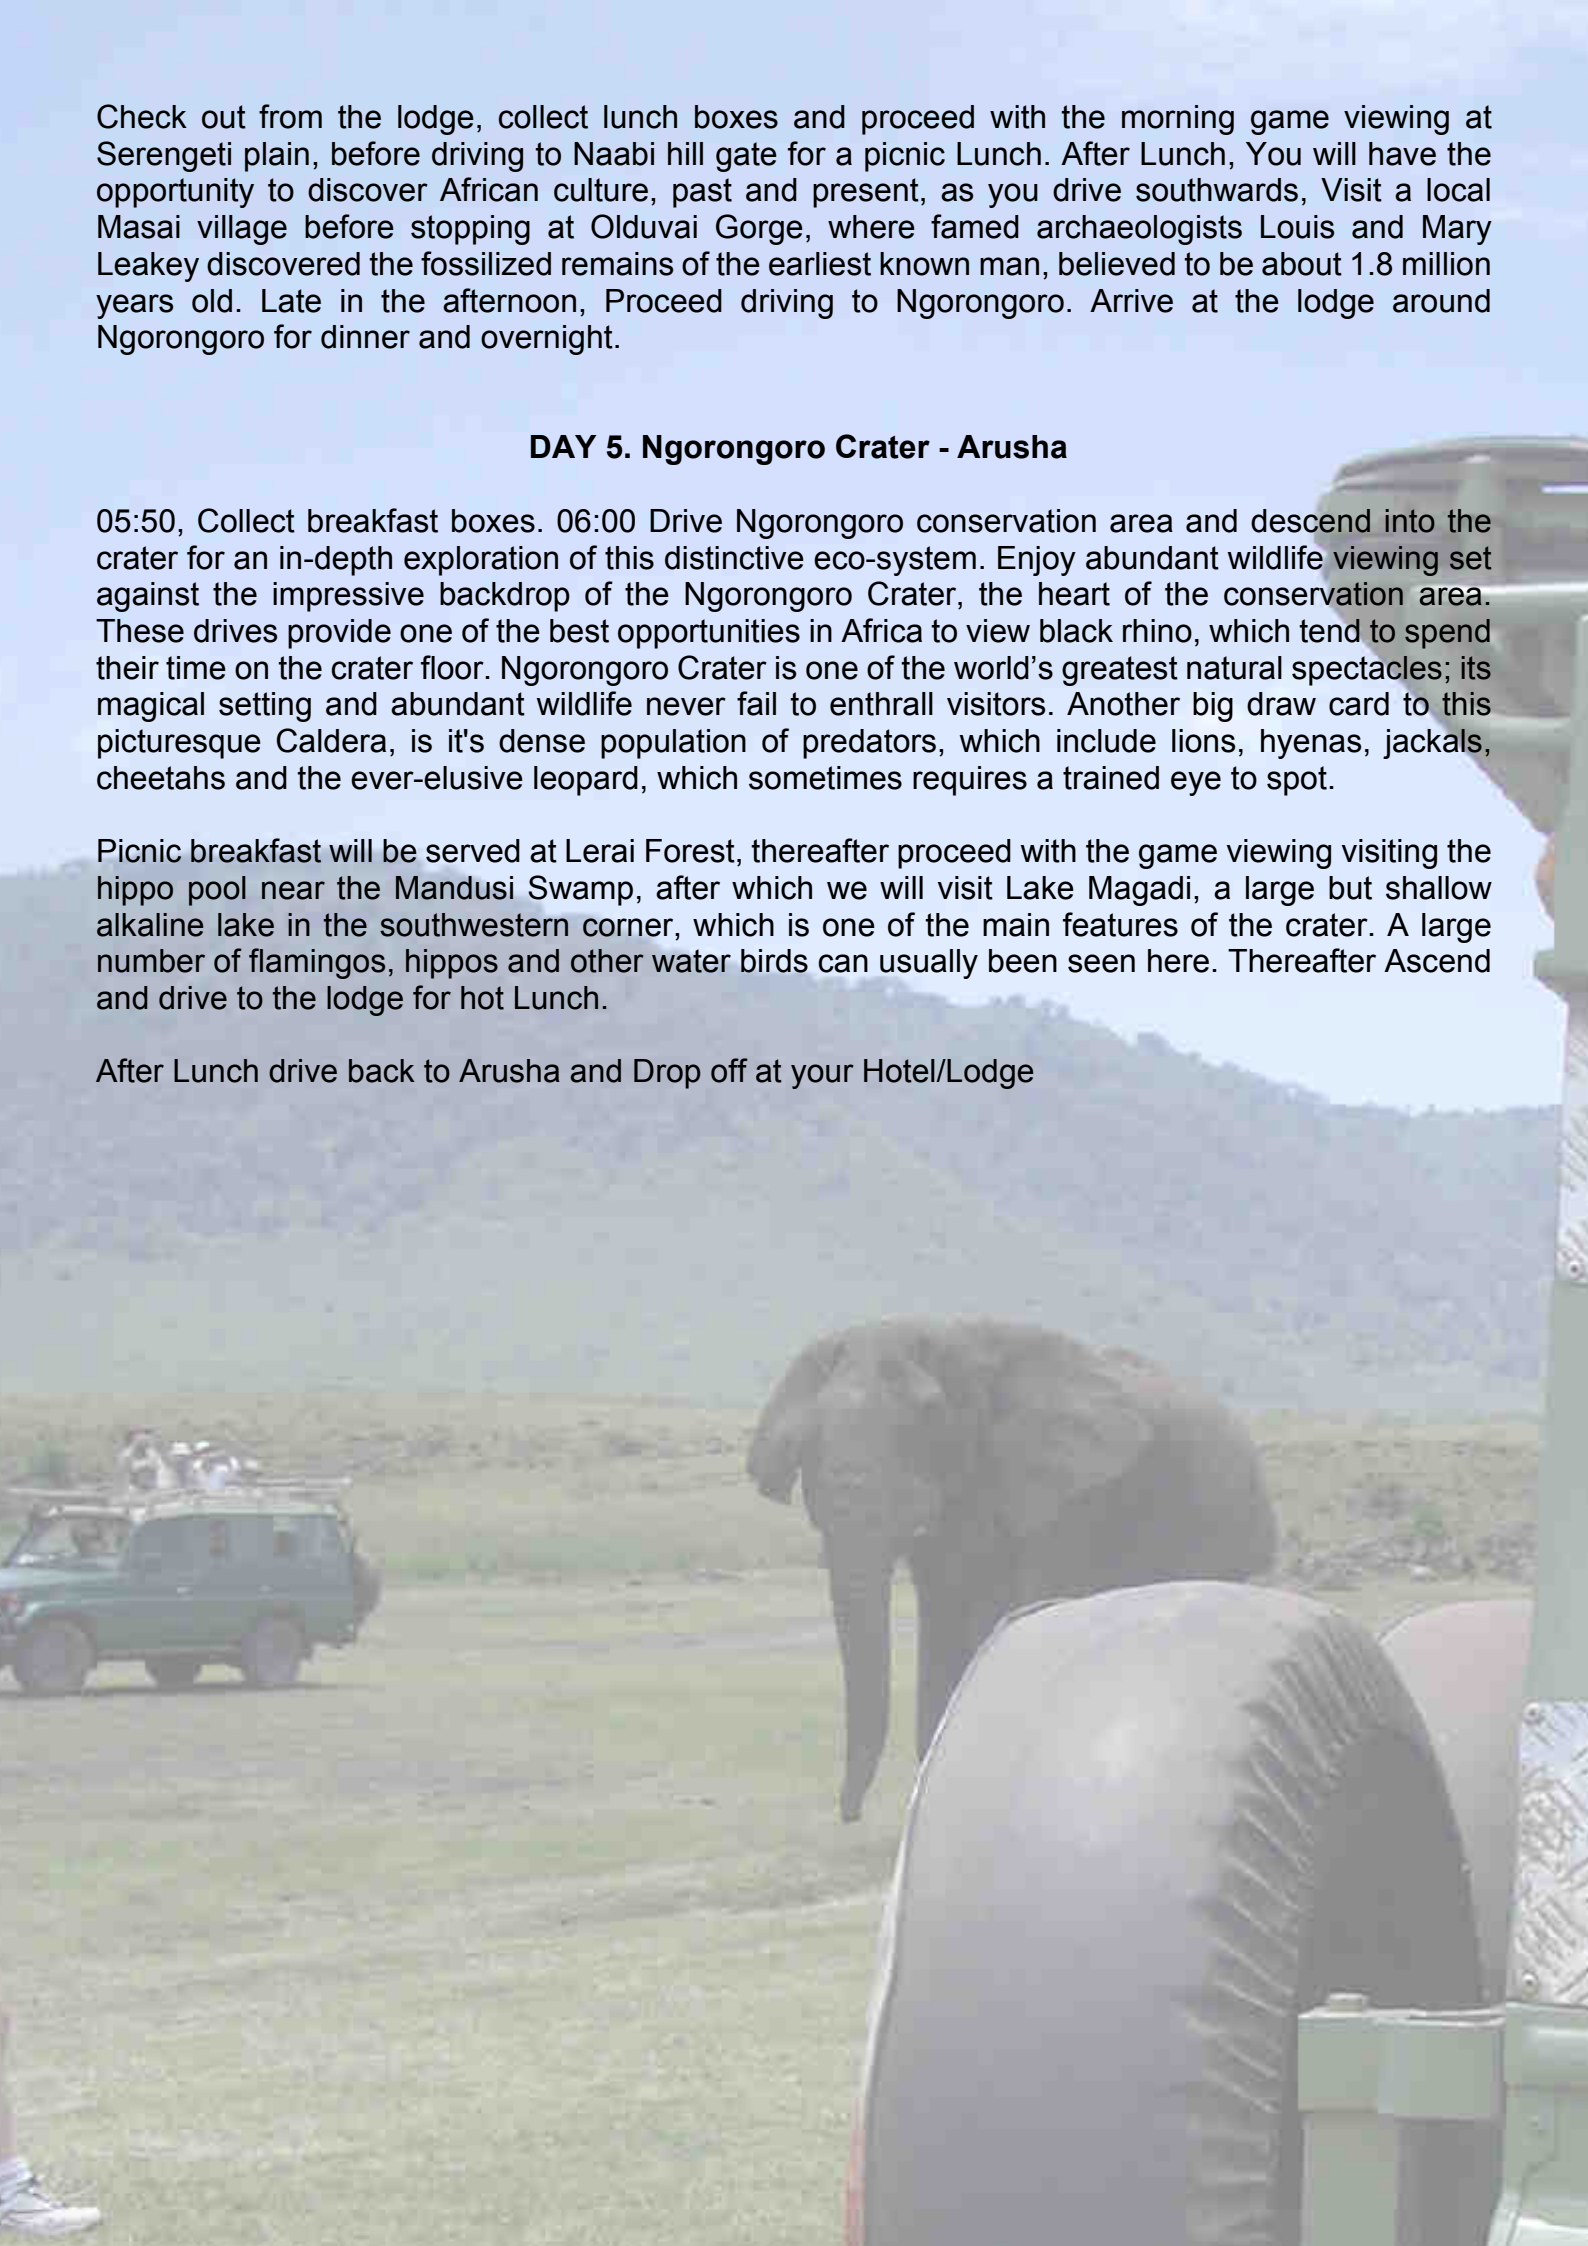 Check out from the lodge, collect lunch boxes and proceed with the morning game viewing at
Serengeti plain, before driving to Naabi hill gate for a picnic Lunch. After Lunch, You will have the
opportunity to discover African culture, past and present, as you drive southwards, Visit a local
Masai village before stopping at Olduvai Gorge, where famed archaeologists Louis and Mary
Leakey discovered the fossilized remains of the earliest known man, believed to be about 1.8 million
years old. Late in the afternoon, Proceed driving to Ngorongoro. Arrive at the lodge around
Ngorongoro for dinner and overnight.
DAY 5. Ngorongoro Crater - Arusha
05:50, Collect breakfast boxes. 06:00 Drive Ngorongoro conservation area and descend into the
crater for an in-depth exploration of this distinctive eco-system. Enjoy abundant wildlife viewing set
against the impressive backdrop of the Ngorongoro Crater, the heart of the conservation area.
These drives provide one of the best opportunities in Africa to view black rhino, which tend to spend
their time on the crater floor. Ngorongoro Crater is one of the world’s greatest natural spectacles; its
magical setting and abundant wildlife never fail to enthrall visitors. Another big draw card to this
picturesque Caldera, is it's dense population of predators, which include lions, hyenas, jackals,
cheetahs and the ever-elusive leopard, which sometimes requires a trained eye to spot.
Picnic breakfast will be served at Lerai Forest, thereafter proceed with the game viewing visiting the
hippo pool near the Mandusi Swamp, after which we will visit Lake Magadi, a large but shallow
alkaline lake in the southwestern corner, which is one of the main features of the crater. A large
number of flamingos, hippos and other water birds can usually been seen here. Thereafter Ascend
and drive to the lodge for hot Lunch.
After Lunch drive back to Arusha and Drop off at your Hotel/Lodge